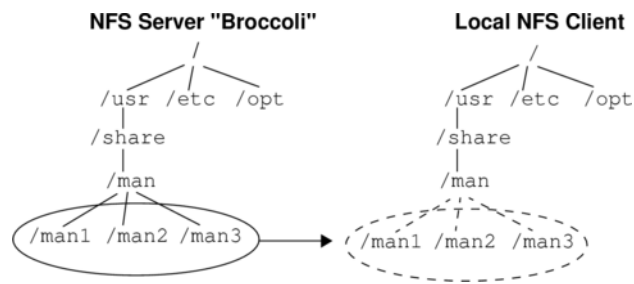 NFS Server "Broccoli" Local NFS Client
/ /
/usr /etc /opt /usr /etc /opt
/share /share
/man /man
/man1 /man2 /man3 /man1 /man2 /man3